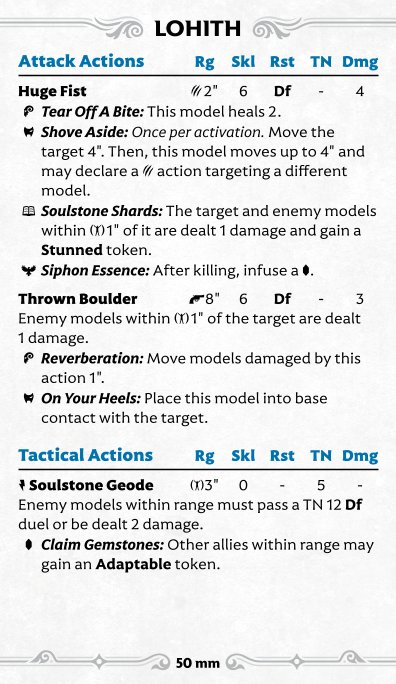 LOHITH
Attack Actions Rg Skl Rst TN Dmg
Huge Fist 2" 6 Df - 4
Tear Off A Bite: This model heals 2.
Shove Aside: Once per activation. Move the
target 4". Then, this model moves up to 4" and
may declare a action targeting a different
model.
Soulstone Shards: The target and enemy models
within 1" of it are dealt 1 damage and gain a
Stunned token.
Siphon Essence: After killing, infuse a .
Thrown Boulder 8" 6 Df - 3
Enemy models within 1" of the target are dealt
1 damage.
Reverberation: Move models damaged by this
action 1".
On Your Heels: Place this model into base
contact with the target.
Tactical Actions Rg Skl Rst TN Dmg
Soulstone Geode 3" 0 - 5 -
Enemy models within range must pass a TN 12 Df
duel or be dealt 2 damage.
Claim Gemstones: Other allies within range may
gain an Adaptable token.
50 mm